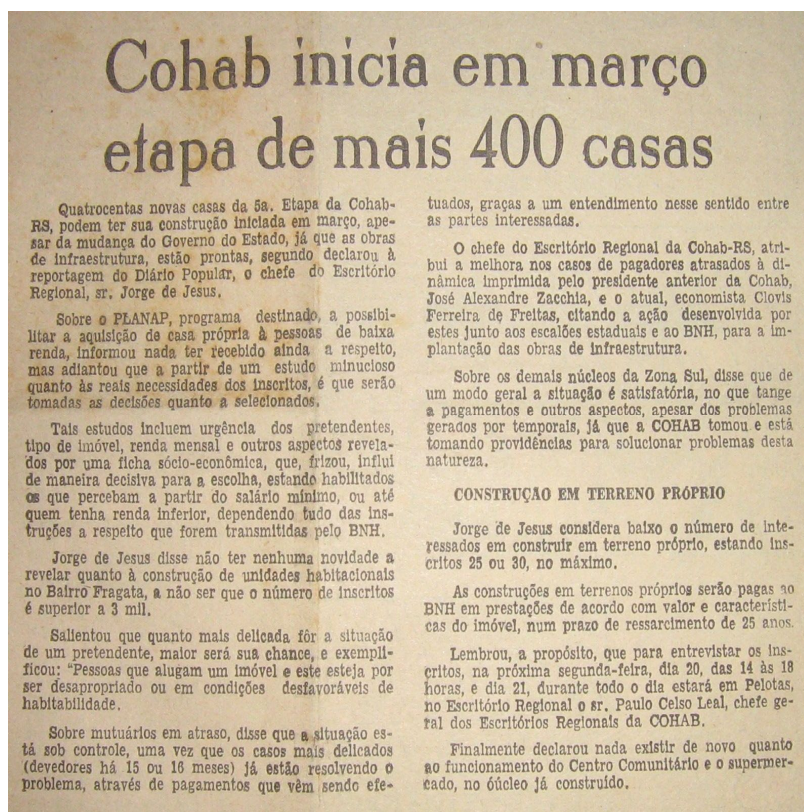 Cohab inicia em março
etapa de mais 400 casas
Quatrocentas novas casas da 5a. Etapa da Cohab-
RS, podem ter sua construção iniciada em março, ape-
sar da mudança do Governo do Estado, já que as obras
de infraestrutura, estão prontas, segundo declarou à
reportagem do Diário Popular, o chefe do Escritório
Regional, sr. Jorge de Jesus.
Sobre o PLANAP, programa destinado, a possibi-
litar a aquisição de casa própria à pessoas de baixa
renda, informou nada ter recebido ainda a respeito,
mas adiantou que a partir de um estudo minucioso
quanto às reais necessidades dos inscritos, é que serão
tomadas as decisões quanto a selecionados.
Tais estudos incluem urgência dos pretendentes,
tipo de imóvel, renda mensal e outros aspectos revela-
dos por uma ficha sócio-econômica, que, frizou, influi
de maneira decisiva para a escolha, estando habilitados
os que percebam a partir do salário mínimo, ou até
quem tenha renda inferior, dependendo tudo das ins-
truções a respeito que forem transmitidas pelo BNH.
Jorge de Jesus disse não ter nenhuma novidade a
revelar quanto à construção de unidades habitacionais
no Bairro Fragata, a não ser que o número de inscritos
é superior a 3 mil.
Salientou que quanto mais delicada fôr a situação
de um pretendente, maior será sua chance, e exempli-
ficou: "Pessoas que alugam um imóvel e este esteja por
ser desapropriado ou em condições desfavoráveis de
habitabilidade.
Sobre mutuários em atraso, disse que a situação es-
tá sob controle, uma vez que os casos mais delicados
(devedores há 15 ou 16 meses) já estão resolvendo o
problema, através de pagamentos que vêm sendo efe-
tuados, graças a um entendimento nesse sentido entre
as partes interessadas.
O chefe do Escritório Regional da Cohab-RS, atri-
bui a melhora nos casos de pagadores atrasados à di-
nâmica imprimida pelo presidente anterior da Cohab,
José Alexandre Zacchia, e o atual, economista Clovis
Ferreira de Freitas, citando a ação desenvolvida por
estes junto aos escalões estaduais e ao BNH, para a im-
plantação das obras de infraestrutura.
Sobre os demais núcleos da Zona Sul, disse que de
um modo geral a situação é satisfatória, no que tange
a pagamentos e outros aspectos, apesar dos problemas
gerados por temporais, já que a COHAB tomou e está
tomando providências para solucionar problemas desta
natureza.
CONSTRUÇÃO EM TERRENO PRÓPRIO
Jorge de Jesus considera baixo o número de inte-
ressados em construir em terreno próprio, estando ins-
critos 25 ou 30, no máximo.
As construções em terrenos próprios serão pagas ao
BNH em prestações de acordo com valor e característi-
cas do imóvel, num prazo de ressarcimento de 25 anos.
Lembrou, a propósito, que para entrevistar os ins-
critos, na próxima segunda-feira, dia 20, das 14 às 18
horas, e dia 21, durante todo o dia estará em Pelotas,
no Escritório Regional o sr. Paulo Celso Leal, chefe ge-
ral dos Escritórios Regionais da COHAB.
Finalmente declarou nada existir de novo quanto
ao funcionamento do Centro Comunitário e o supermer-
cado, no óúcleo já construído.